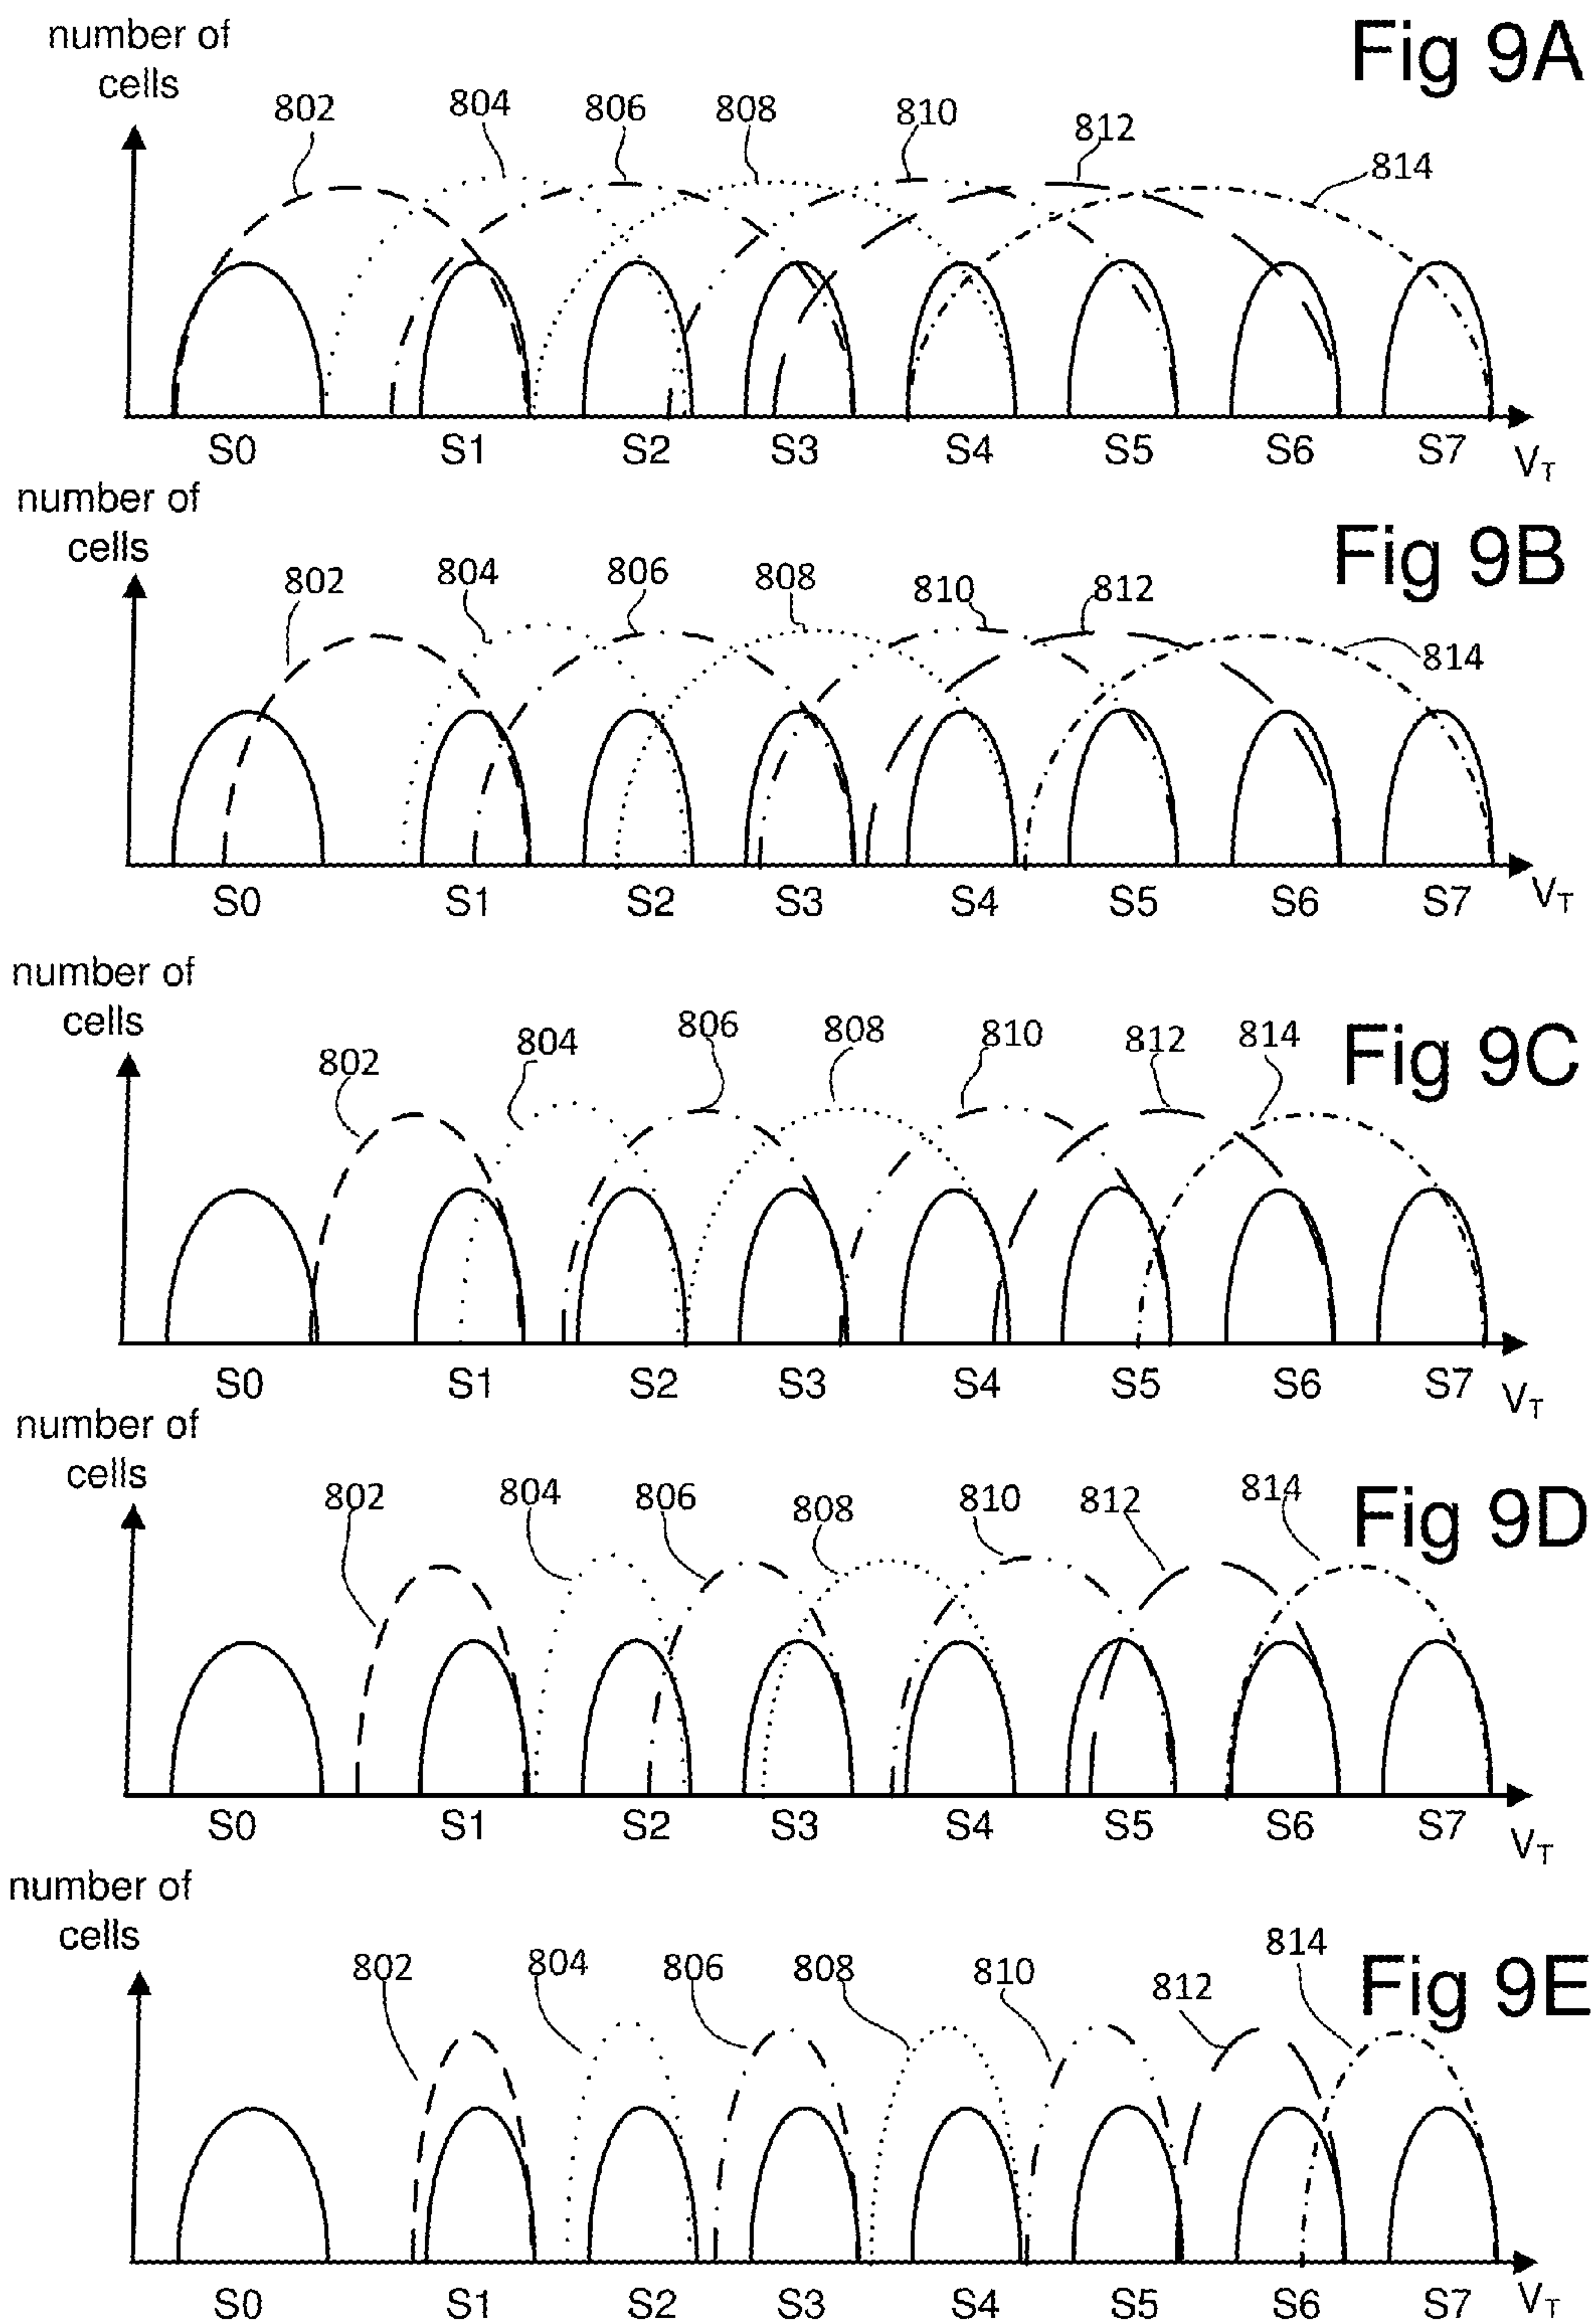 number of
cells
Fig 9A
802 804 806 808 810 812 814
S0 S1 S2 S3 S4 S5 S6 S7 VT
number of
cells
Fig 9B
802 804 806 808 810 812 814
S0 S1 S2 S3 S4 S5 S6 S7 VT
number of
cells
Fig 9C
802 804 806 808 810 812 814
S0 S1 S2 S3 S4 S5 S6 S7 VT
number of
cells
Fig 9D
802 804 806 808 810 812 814
S0 S1 S2 S3 S4 S5 S6 S7 VT
number of
cells
Fig 9E
802 804 806 808 810 812 814
S0 S1 S2 S3 S4 S5 S6 S7 VT